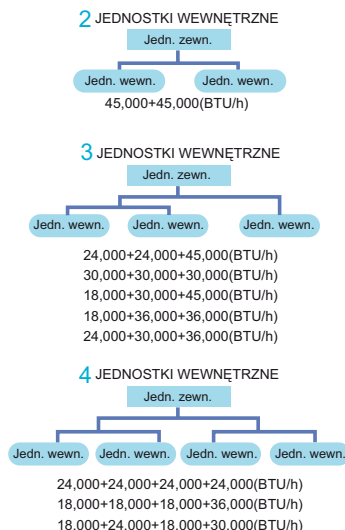 2 JEDNOSTKI WEWNĘTRZNE
Jedn. zewn.
Jedn. wewn. Jedn. wewn.
45,000+45,000(BTU/h)
3 JEDNOSTKI WEWNĘTRZNE
Jedn. zewn.
Jedn. wewn. Jedn. wewn. Jedn. wewn.
24,000+24,000+45,000(BTU/h)
30,000+30,000+30,000(BTU/h)
18,000+30,000+45,000(BTU/h)
18,000+36,000+36,000(BTU/h)
24,000+30,000+36,000(BTU/h)
4 JEDNOSTKI WEWNĘTRZNE
Jedn. zewn.
Jedn. wewn. Jedn. wewn. Jedn. wewn. Jedn. wewn.
24,000+24,000+24,000+24,000(BTU/h)
18,000+18,000+18,000+36,000(BTU/h)
18,000+24,000+18,000+30,000(BTU/h)